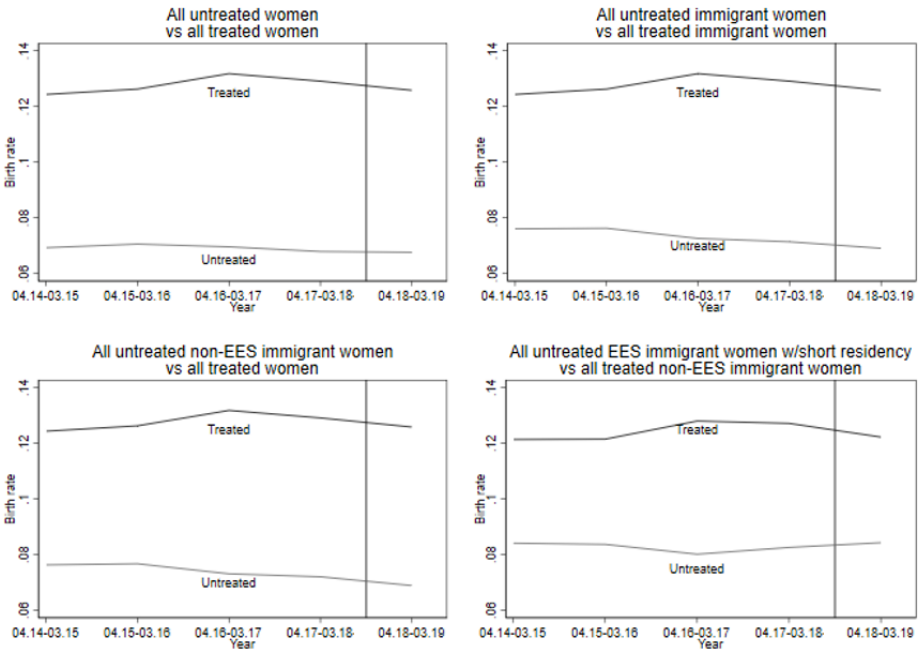 All untreated women
vs all treated women
.14
.12
.1
.08
.06
Birth rate
Treated
Untreated
04.14-03.15 04.15-03.16 04.16-03.17 04.17-03.18 04.18-03.19
Year
All untreated immigrant women
vs all treated immigrant women
.14
.12
.1
.08
.06
Birth rate
Treated
Untreated
04.14-03.15 04.15-03.16 04.16-03.17 04.17-03.18 04.18-03.19
Year
All untreated non-EES immigrant women
vs all treated women
.14
.12
.1
.08
.06
Birth rate
Treated
Untreated
04.14-03.15 04.15-03.16 04.16-03.17 04.17-03.18 04.18-03.19
Year
All untreated EES immigrant women w/short residency
vs all treated non-EES immigrant women
.14
.12
.1
.08
.06
Birth rate
Treated
Untreated
04.14-03.15 04.15-03.16 04.16-03.17 04.17-03.18 04.18-03.19
Year